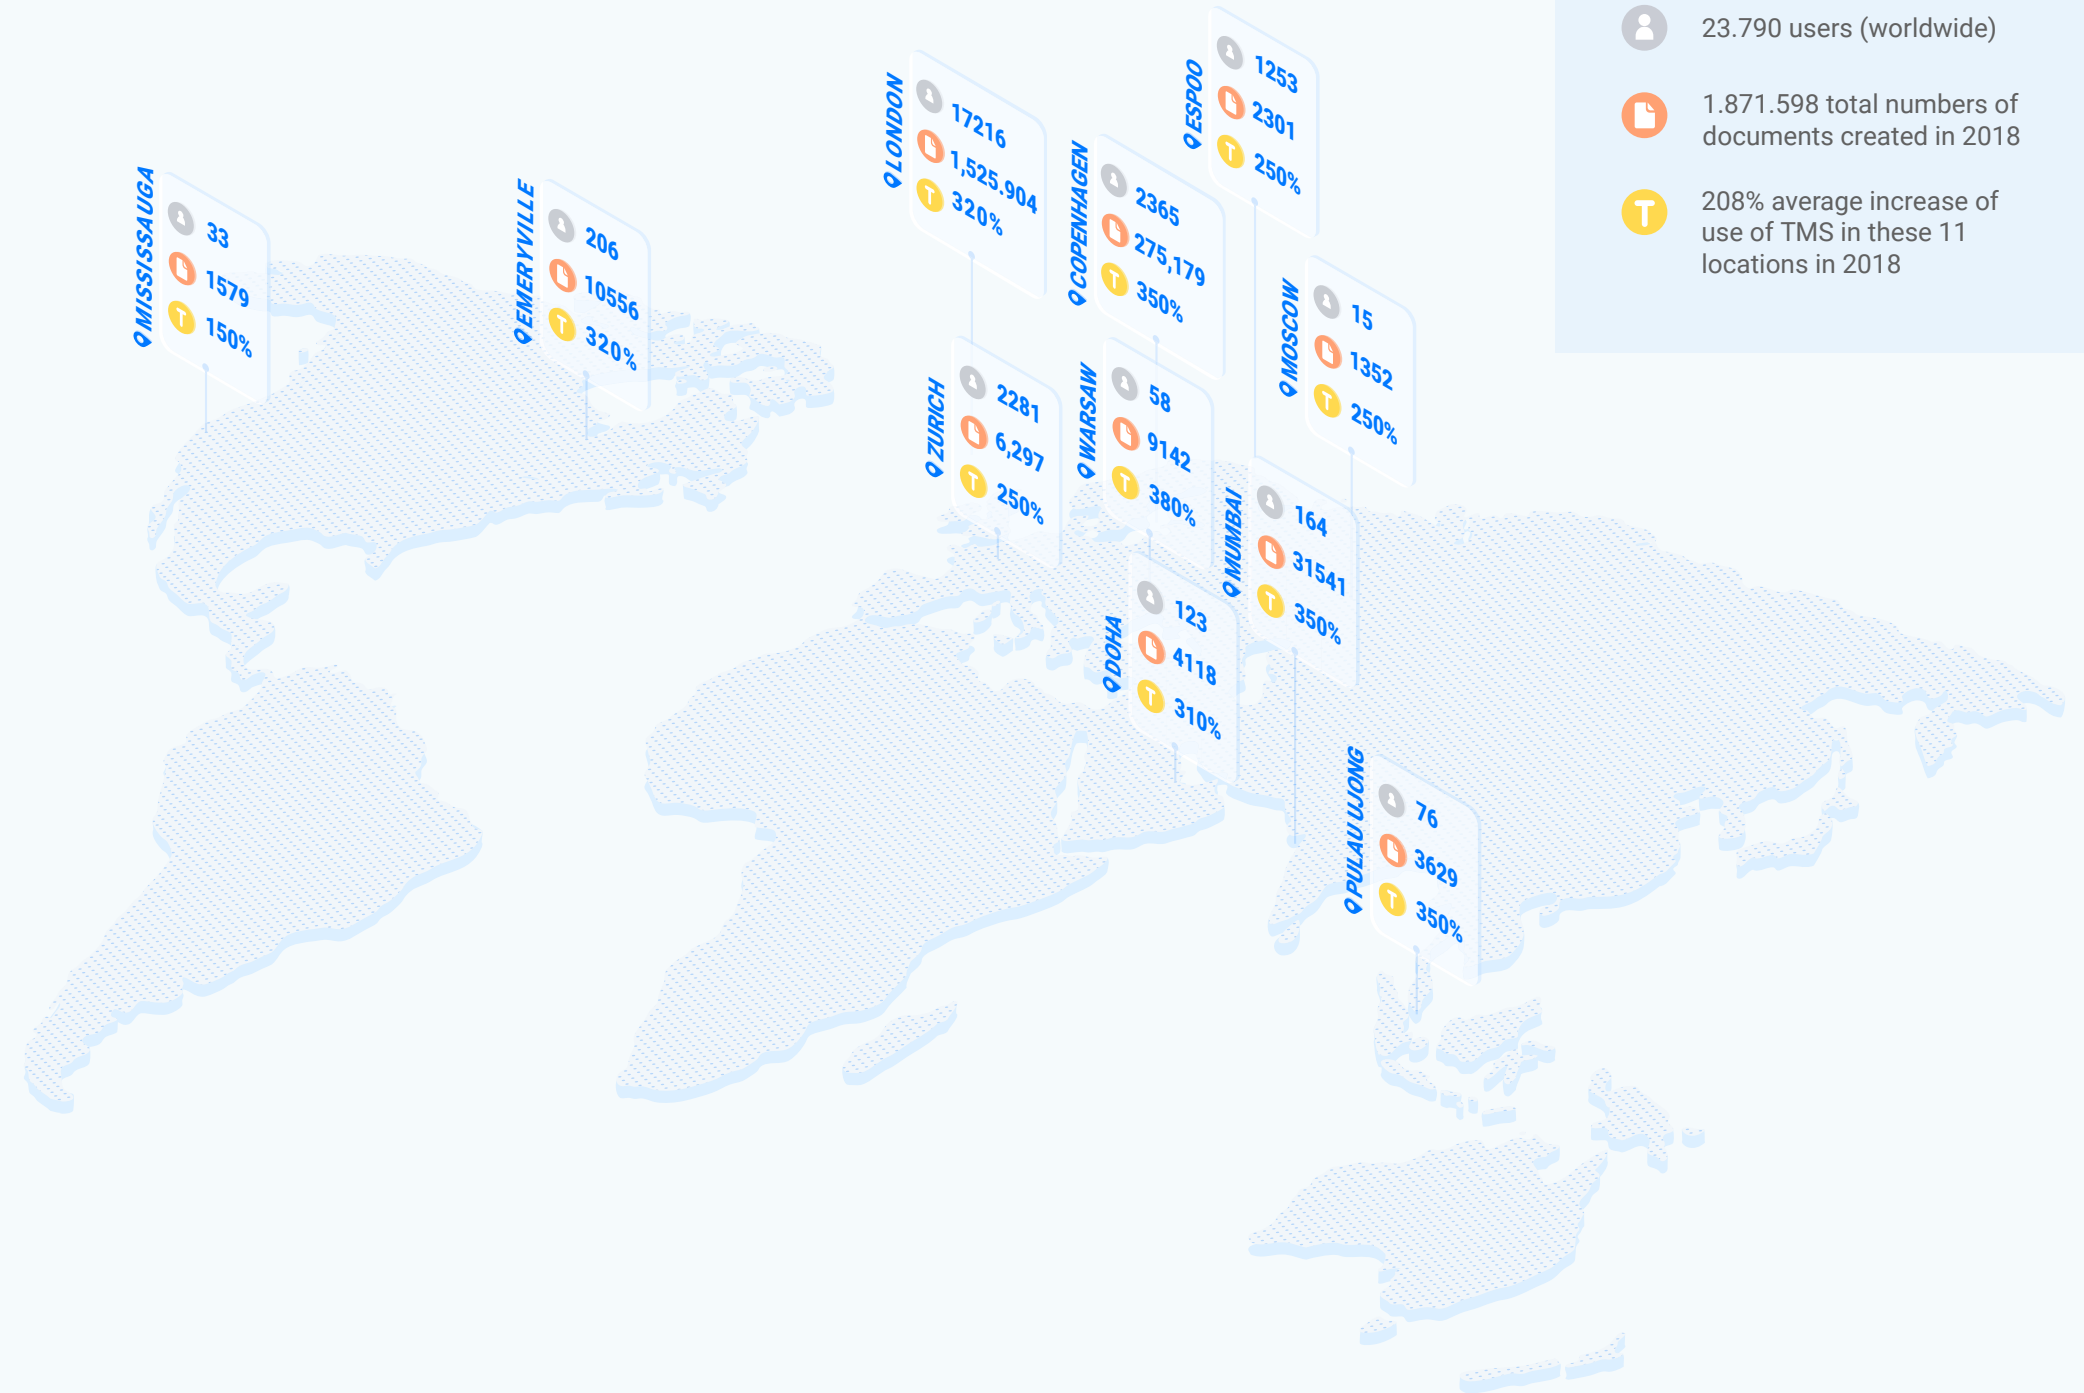 23.790 users (worldwide)
1.871.598 total numbers of
documents created in 2018
208% average increase of
use of TMS in these 11
locations in 2018
MISSISSAUGA
33
1579
150%
EMERYVILLE
206
10556
320%
LONDON
17216
1,525.904
320%
COPENHAGEN
2365
275,179
350%
ESPOO
1253
2301
250%
MOSCOW
15
1352
250%
ZURICH
2281
6,297
250%
WARSAW
58
9142
380%
MUMBAI
164
31541
350%
DOHA
123
4118
310%
PULAU UJONG
76
3629
350%